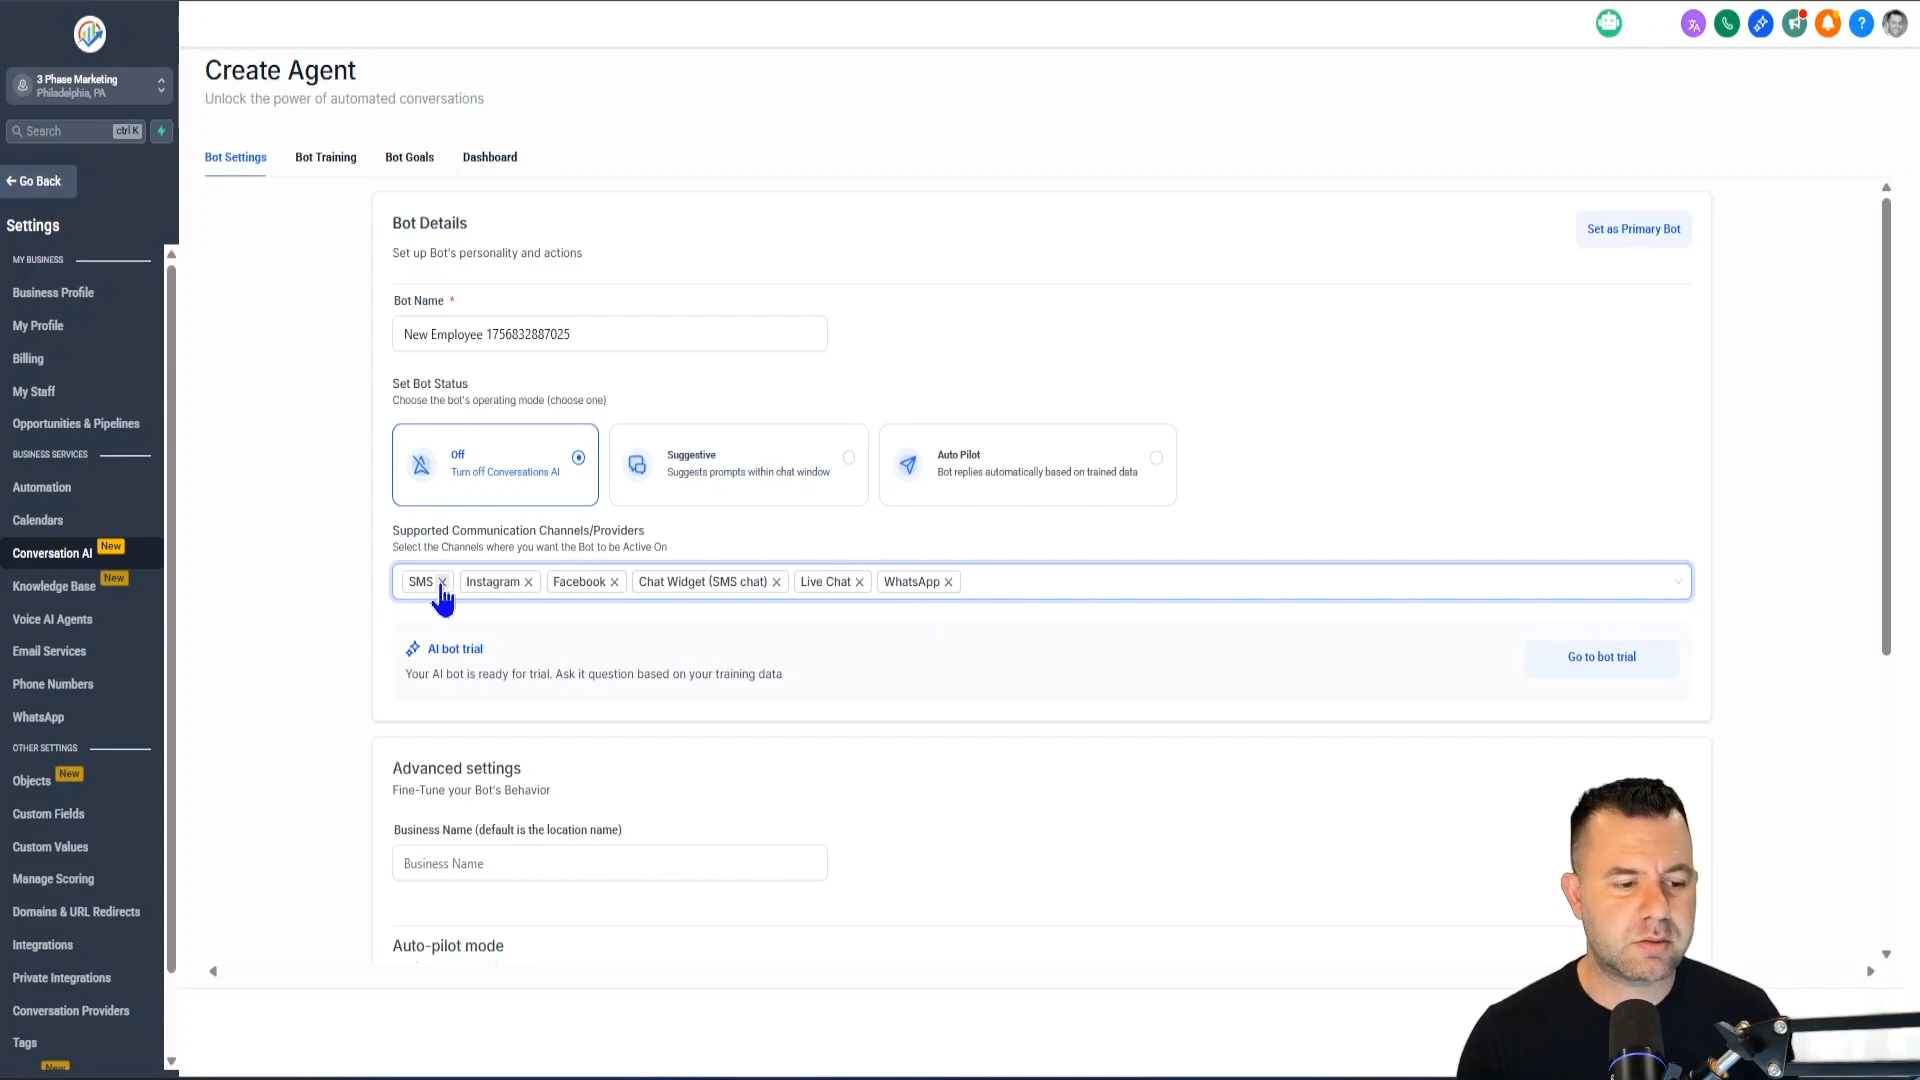 3 Phase Marketing
Philadelphia, PA
Search
ctrl K
Go Back
Settings
MY BUSINESS
Business Profile
My Profile
Billing
My Staff
Opportunities & Pipelines
BUSINESS SERVICES
Automation
Calendars
Conversation AI New
Knowledge Base New
Voice AI Agents
Email Services
Phone Numbers
WhatsApp
OTHER SETTINGS
Objects New
Custom Fields
Custom Values
Manage Scoring
Domains & URL Redirects
Integrations
Private Integrations
Conversation Providers
Tags
New
Create Agent
Unlock the power of automated conversations
Bot Settings Bot Training Bot Goals Dashboard
Bot Details
Set up Bot's personality and actions
Set as Primary Bot
Bot Name *
New Employee 1756832887025
Set Bot Status
Choose the bot's operating mode (choose one)
Off
Turn off Conversations AI
Suggestive
Suggests prompts within chat window
Auto Pilot
Bot replies automatically based on trained data
Supported Communication Channels/Providers
Select the Channels where you want the Bot to be Active On
SMS Instagram Facebook Chat Widget (SMS chat) Live Chat WhatsApp
AI bot trial
Your AI bot is ready for trial. Ask it question based on your training data
Go to bot trial
Advanced settings
Fine-Tune your Bot's Behavior
Business Name (default is the location name)
Business Name
Auto-pilot mode